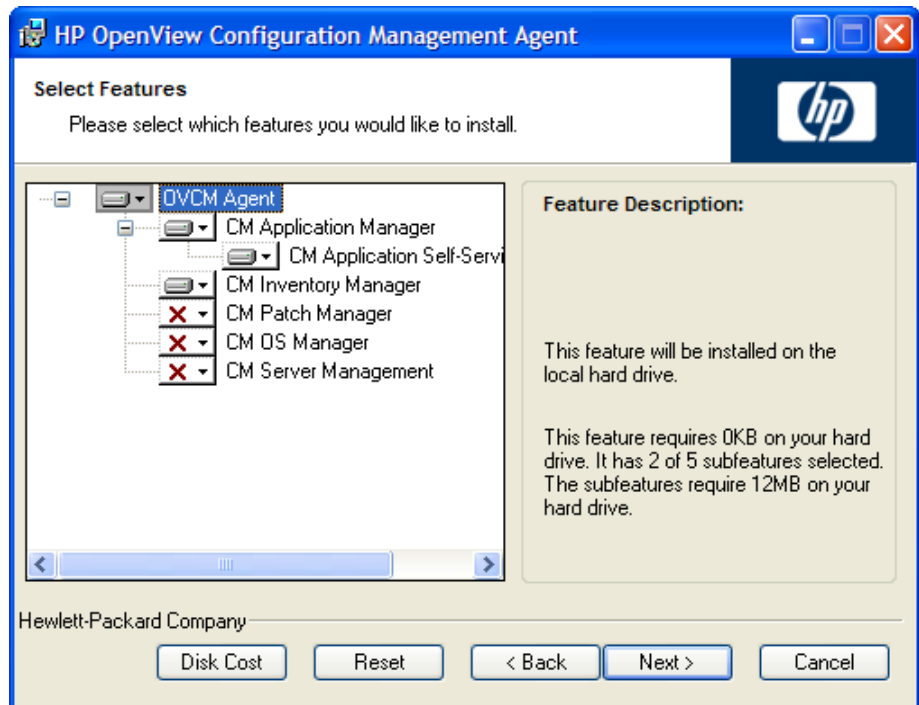 HP OpenView Configuration Management Agent
Select Features
Please select which features you would like to install.
hp
OVCM Agent
CM Application Manager
CM Application Self-Servi
CM Inventory Manager
CM Patch Manager
CM OS Manager
CM Server Management
Feature Description:
This feature will be installed on the
local hard drive.
This feature requires 0KB on your hard
drive. It has 2 of 5 subfeatures selected.
The subfeatures require 12MB on your
hard drive.
Hewlett-Packard Company
Disk Cost
Reset
< Back
Next >
Cancel